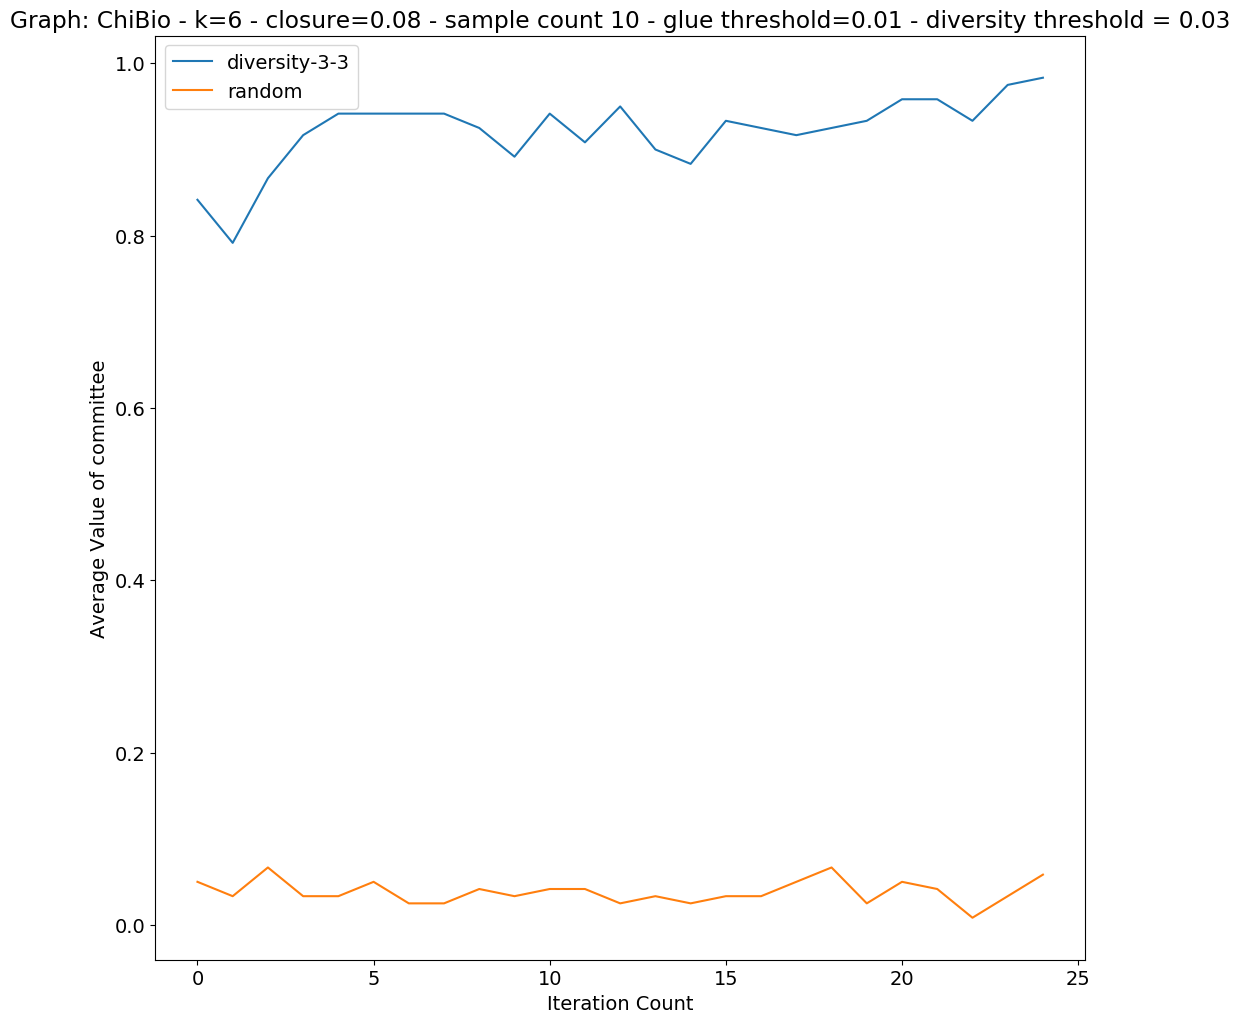 Graph: ChiBio - k=6 - closure=0.08 - sample count 10 - glue threshold=0.01 - diversity threshold = 0.03
diversity-3-3
random
1.0
0.8
0.6
0.4
0.2
0.0
Average Value of committee
0 5 10 15 20 25
Iteration Count